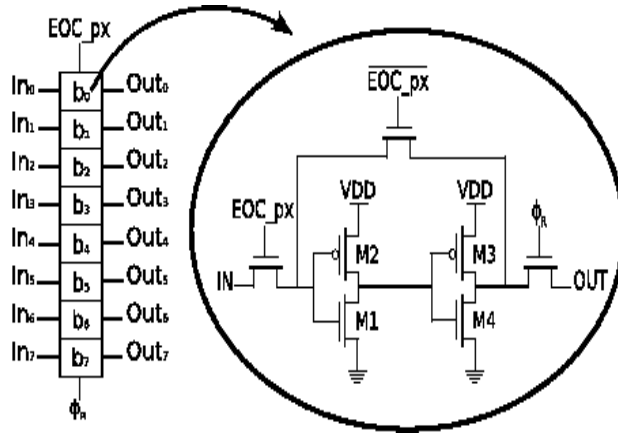 EOC_px
In₀ b₀ Out₀
In₁ b₁ Out₁
In₂ b₂ Out₂
In₃ b₃ Out₃
In₄ b₄ Out₄
In₅ b₅ Out₅
In₆ b₆ Out₆
In₇ b₇ Out₇
ϕR
E̅O̅C̅_̅p̅x̅
VDD VDD
EOC_px ϕR
M2 M3
IN OUT
M1 M4